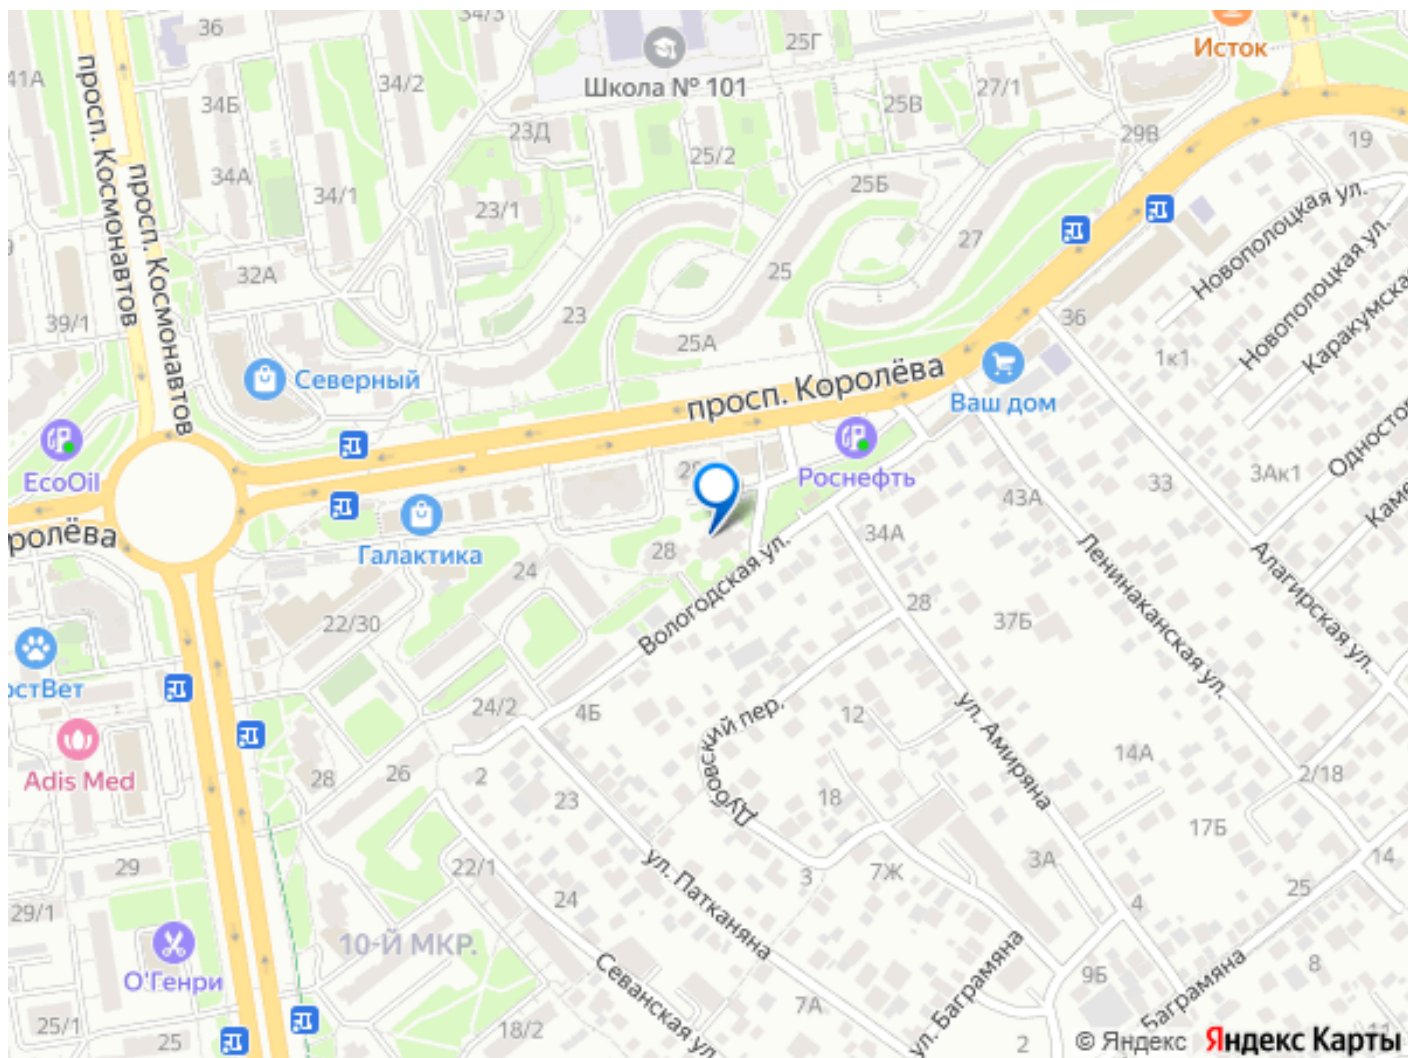 36
34/3
25Г
Исток
41А
Школа № 101
34/2
27/1
34Б
25В
просп. Космонавтов
23Д
29В
19
25/2
просп. Космонавтов
34А
34/1
25Б
23/1
Новополоцкая ул.
27
Новополоцкая ул.
32А
25
Каракумская
39/1
23
36
25А
1к1
Северный
просп. Королёва
Ваш дом
Одностор
EcoOil
29
Роснефть
3Ак1
33
43А
Каме
ролёва
Галактика
28
34А
24
Вологодская ул.
Ленинаканская ул.
Алагирская ул.
28
22/30
37Б
остВет
24/2
4Б
Дубовский пер.
12
ул. Амиряна
14А
Adis Med
28
26
2
2/18
23
18
17Б
29
22/1
ул. Патканяна
3
7Ж
3А
14
24
25
4
29/1
10-Й МКР.
О'Генри
Севанская ул.
ул. Баграмяна
9Б
Баграмяна
8
7А
25/1
25
18/2
2
© Яндекс Яндекс Карты